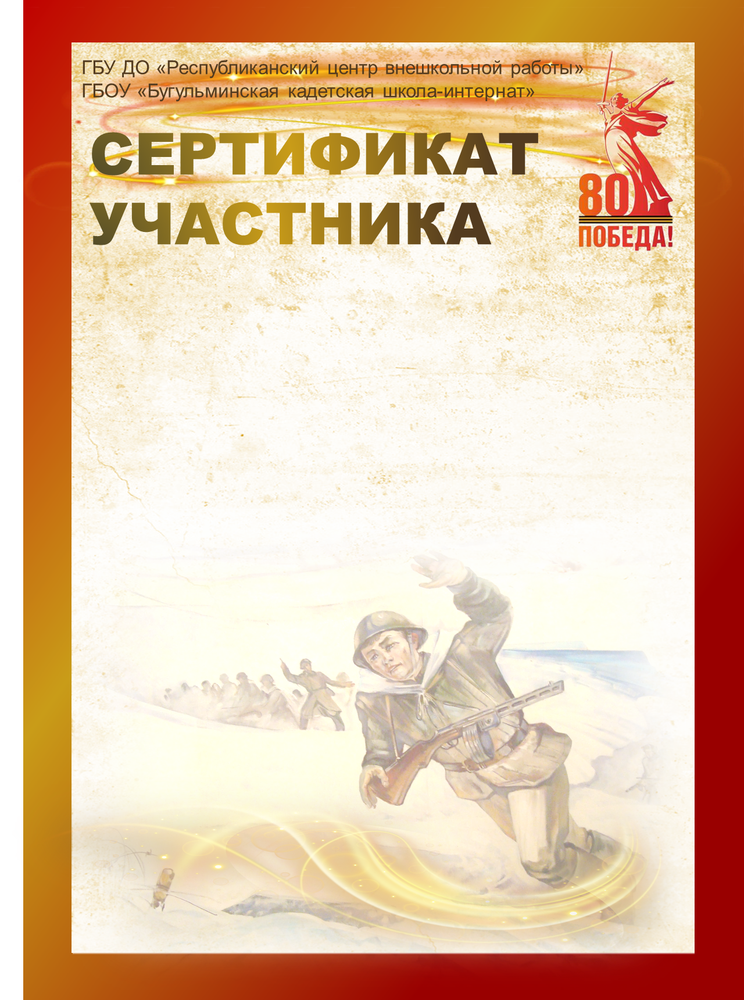 ГБУ ДО «Республиканский центр внешкольной работы»
ГБОУ «Бугульминская кадетская школа-интернат»
СЕРТИФИКАТ
УЧАСТНИКА
80
ПОБЕДА!